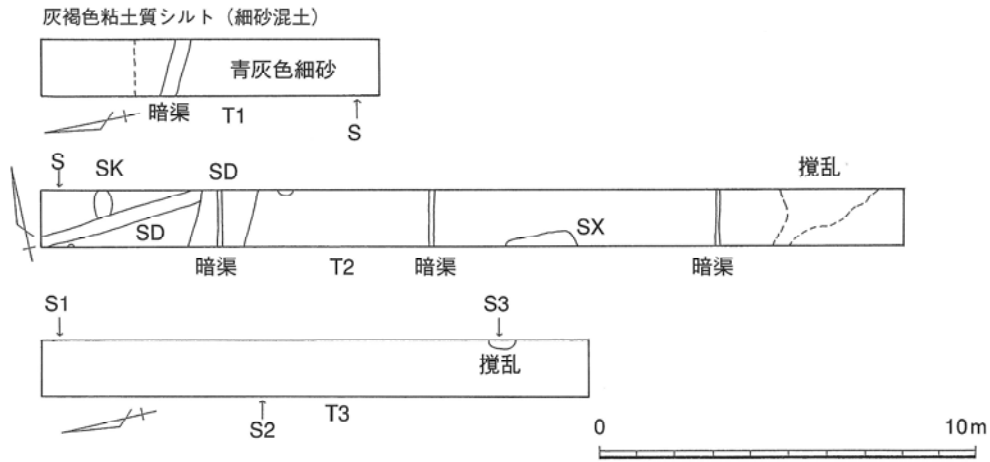 灰褐色粘土質シルト（細砂混土）
青灰色細砂
暗渠 T1 S
S SK SD 撹乱
SD SX
暗渠 T2 暗渠 暗渠
S1 S3
撹乱
S2 T3
0 10m